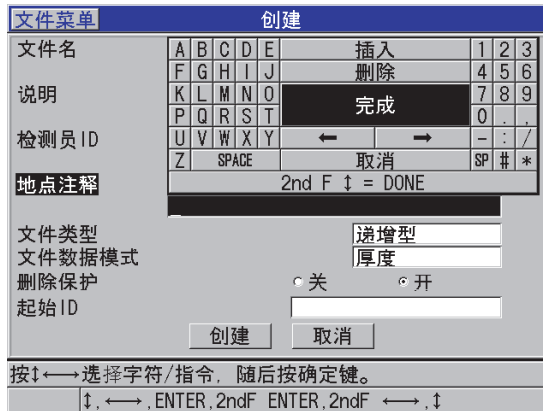 文件菜单 创建
文件名
A B C D E 插入 1 2 3
F G H I J 删除 4 5 6
说明
K L M N O 完成 7 8 9
P Q R S T 0 . ,
检测员ID
U V W X Y ← → - : /
Z SPACE 取消 SP # *
地点注释
2nd F ↕ = DONE
文件类型 递增型
文件数据模式 厚度
删除保护 关 开
起始ID
创建 取消
按↕←→选择字符/指令, 随后按确定键。
↕, ←→ ,ENTER,2ndF ENTER,2ndF ←→ ,↕